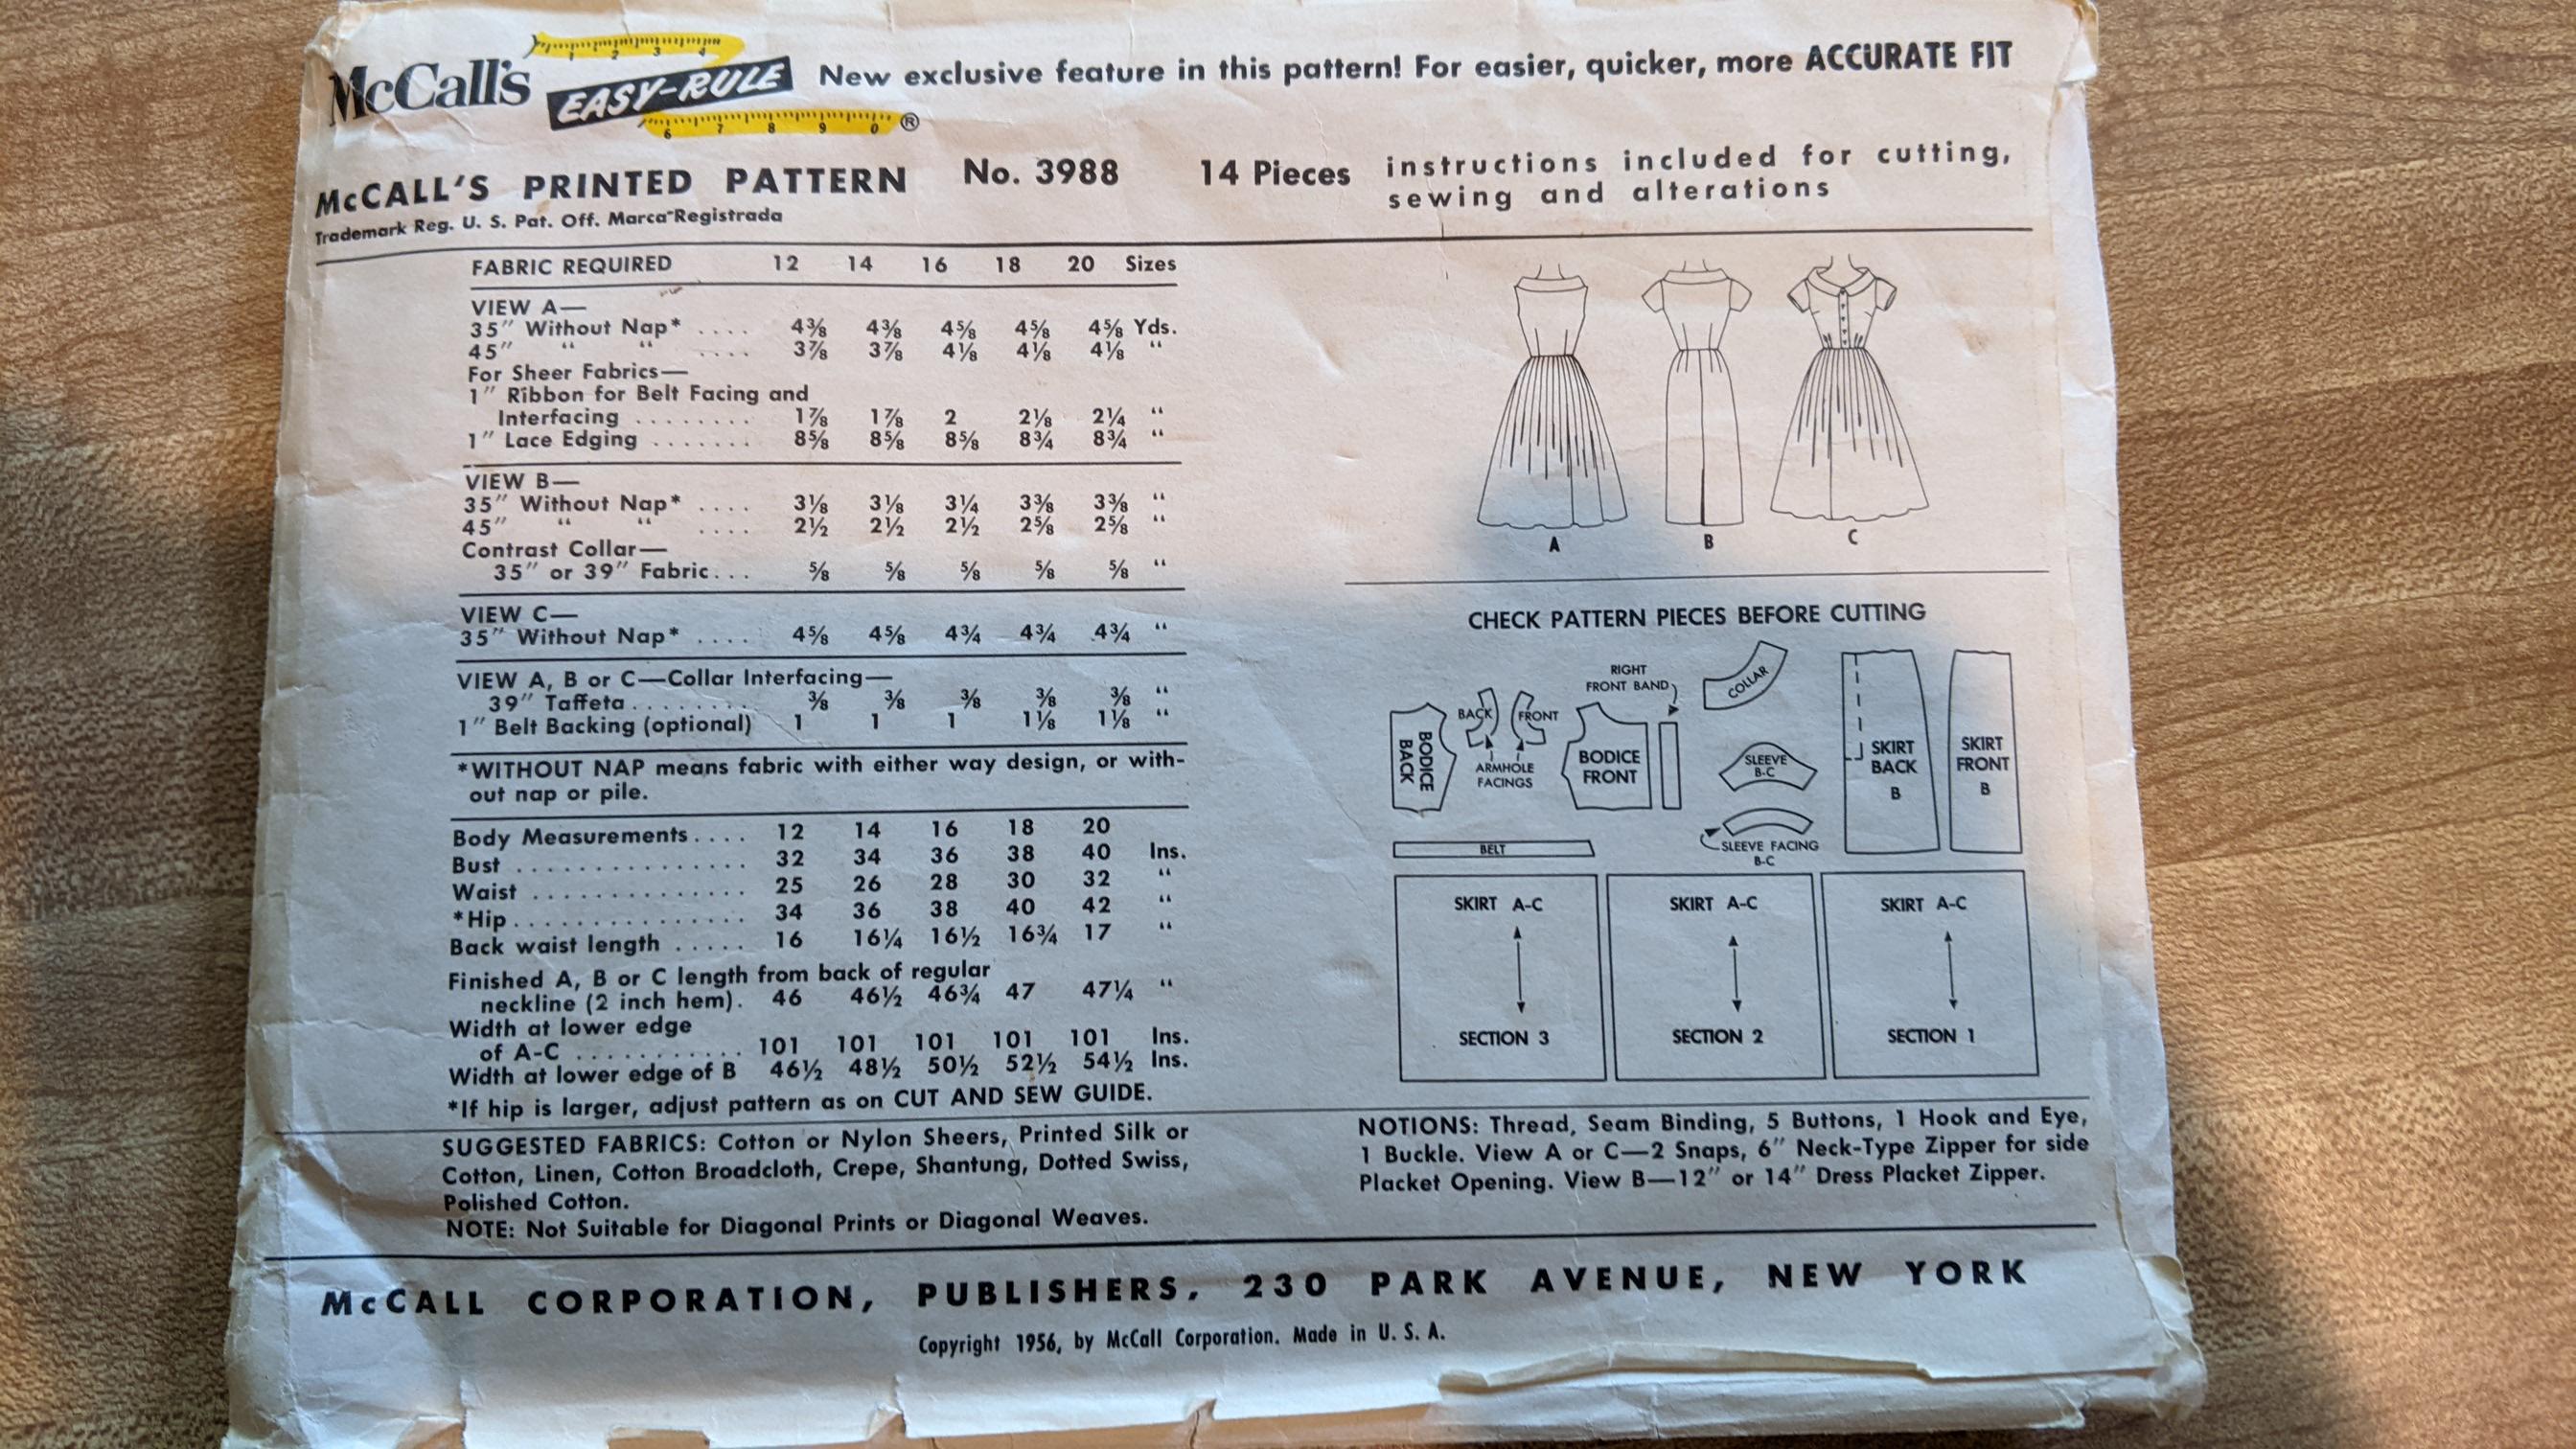 McCall's EASY-RULE ® New exclusive feature in this pattern! For easier, quicker, more ACCURATE FIT
1 2 3 4
6 7 8 9 0
McCALL'S PRINTED PATTERN No. 3988 14 Pieces instructions included for cutting,
sewing and alterations
Trademark Reg. U. S. Pat. Off. Marca Registrada
FABRIC REQUIRED 12 14 16 18 20 Sizes
VIEW A—
35″ Without Nap* .... 4⅜ 4⅜ 4⅝ 4⅝ 4⅝ Yds.
45″ “ “ .... 3⅞ 3⅞ 4⅛ 4⅛ 4⅛ “
For Sheer Fabrics—
1″ Ribbon for Belt Facing and
Interfacing ........ 1⅞ 1⅞ 2 2⅛ 2¼ “
1″ Lace Edging ....... 8⅝ 8⅝ 8⅝ 8¾ 8¾ “
VIEW B—
35″ Without Nap* .... 3⅛ 3⅛ 3¼ 3⅜ 3⅜ “
45″ “ “ .... 2½ 2½ 2½ 2⅝ 2⅝ “
Contrast Collar—
35″ or 39″ Fabric... ⅝ ⅝ ⅝ ⅝ ⅝ “
VIEW C—
35″ Without Nap* .... 4⅝ 4⅝ 4¾ 4¾ 4¾ “
VIEW A, B or C—Collar Interfacing—
39″ Taffeta........ ⅜ ⅜ ⅜ ⅜ ⅜ “
1″ Belt Backing (optional) 1 1 1 1⅛ 1⅛ “
*WITHOUT NAP means fabric with either way design, or with-
out nap or pile.
Body Measurements.... 12 14 16 18 20
Bust ............... 32 34 36 38 40 Ins.
Waist .............. 25 26 28 30 32 “
*Hip............... 34 36 38 40 42 “
Back waist length ..... 16 16¼ 16½ 16¾ 17 “
Finished A, B or C length from back of regular
neckline (2 inch hem). 46 46½ 46¾ 47 47¼ “
Width at lower edge
of A-C ........... 101 101 101 101 101 Ins.
Width at lower edge of B 46½ 48½ 50½ 52½ 54½ Ins.
*If hip is larger, adjust pattern as on CUT AND SEW GUIDE.
SUGGESTED FABRICS: Cotton or Nylon Sheers, Printed Silk or
Cotton, Linen, Cotton Broadcloth, Crepe, Shantung, Dotted Swiss,
Polished Cotton.
NOTE: Not Suitable for Diagonal Prints or Diagonal Weaves.
A B C
CHECK PATTERN PIECES BEFORE CUTTING
BODICE
BACK
BACK
FRONT
ARMHOLE
FACINGS
RIGHT
FRONT BAND
BODICE
FRONT
COLLAR
SLEEVE
B-C
SLEEVE FACING
B-C
SKIRT
BACK
B
SKIRT
FRONT
B
BELT
SKIRT A-C
SECTION 3
SKIRT A-C
SECTION 2
SKIRT A-C
SECTION 1
NOTIONS: Thread, Seam Binding, 5 Buttons, 1 Hook and Eye,
1 Buckle. View A or C—2 Snaps, 6″ Neck-Type Zipper for side
Placket Opening. View B—12″ or 14″ Dress Placket Zipper.
McCALL CORPORATION, PUBLISHERS, 230 PARK AVENUE, NEW YORK
Copyright 1956, by McCall Corporation. Made in U. S. A.